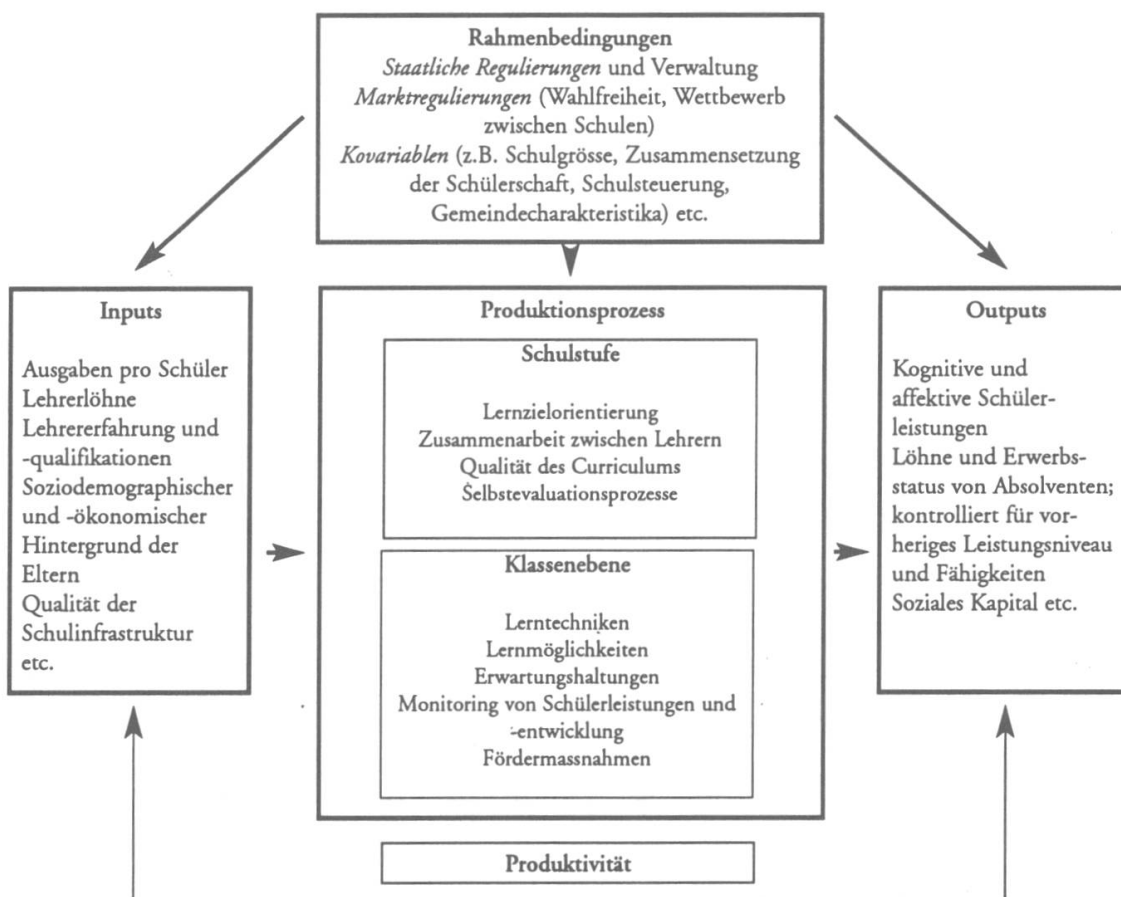 Rahmenbedingungen
Staatliche Regulierungen und Verwaltung
Marktregulierungen (Wahlfreiheit, Wettbewerb
zwischen Schulen)
Kovariablen (z.B. Schulgrösse, Zusammensetzung
der Schülerschaft, Schulsteuerung,
Gemeindecharakteristika) etc.
Inputs
Ausgaben pro Schüler
Lehrerlöhne
Lehrererfahrung und
-qualifikationen
Soziodemographischer
und -ökonomischer
Hintergrund der
Eltern
Qualität der
Schulinfrastruktur
etc.
Produktionsprozess
Schulstufe
Lernzielorientierung
Zusammenarbeit zwischen Lehrern
Qualität des Curriculums
Selbstevaluationsprozesse
Klassenebene
Lerntechniken
Lernmöglichkeiten
Erwartungshaltungen
Monitoring von Schülerleistungen und
-entwicklung
Fördermassnahmen
Outputs
Kognitive und
affektive Schüler-
leistungen
Löhne und Erwerbs-
status von Absolventen;
kontrolliert für vor-
heriges Leistungsniveau
und Fähigkeiten
Soziales Kapital etc.
Produktivität